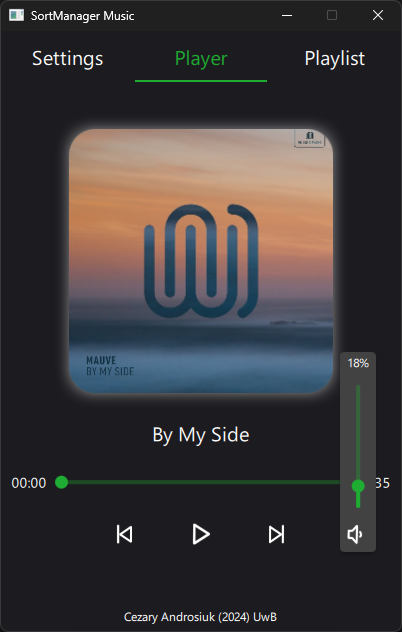 SortManager Music
Settings
Player
Playlist
MAUVE
BY MY SIDE
18%
By My Side
00:00
35
Cezary Androsiuk (2024) UwB